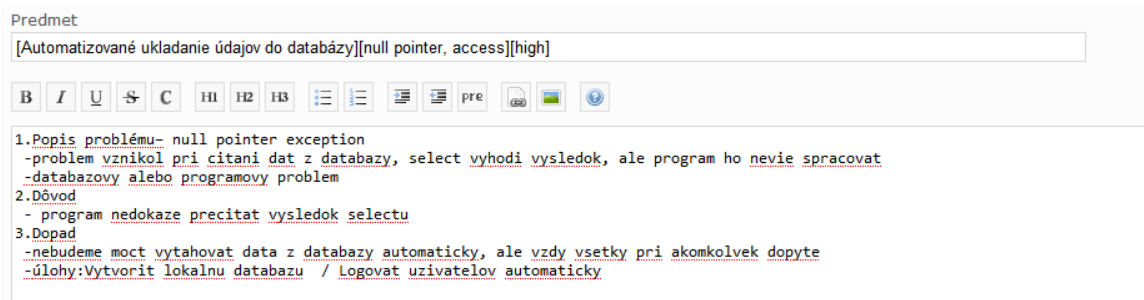 Predmet
[Automatizované ukladanie údajov do databázy][null pointer, access][high]
B I U S C H1 H2 H3 pre
1.Popis problému- null pointer exception
-problem vznikol pri citani dat z databazy, select vyhodi vysledok, ale program ho nevie spracovat
-databazovy alebo programovy problem
2.Dôvod
- program nedokaze precitat vysledok selectu
3.Dopad
-nebudeme moct vytahovat data z databazy automaticky, ale vzdy vsetky pri akomkolvek dopyte
-úlohy:Vytvorit lokalnu databazu / Logovat uzivatelov automaticky